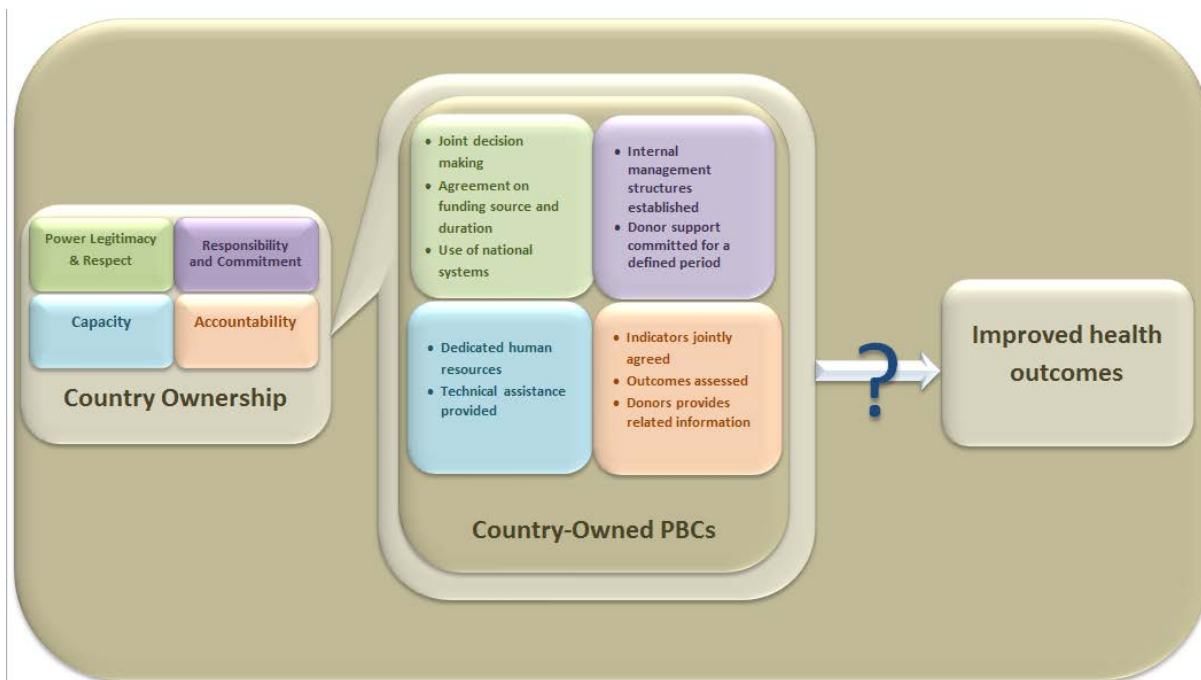 Power Legitimacy
& Respect
Responsibility
and Commitment
Capacity
Accountability
Country Ownership
• Joint decision
making
• Agreement on
funding source and
duration
• Use of national
systems
• Internal
management
structures
established
• Donor support
committed for a
defined period
• Dedicated human
resources
• Technical assistance
provided
• Indicators jointly
agreed
• Outcomes assessed
• Donors provides
related information
Country-Owned PBCs
?
Improved health
outcomes